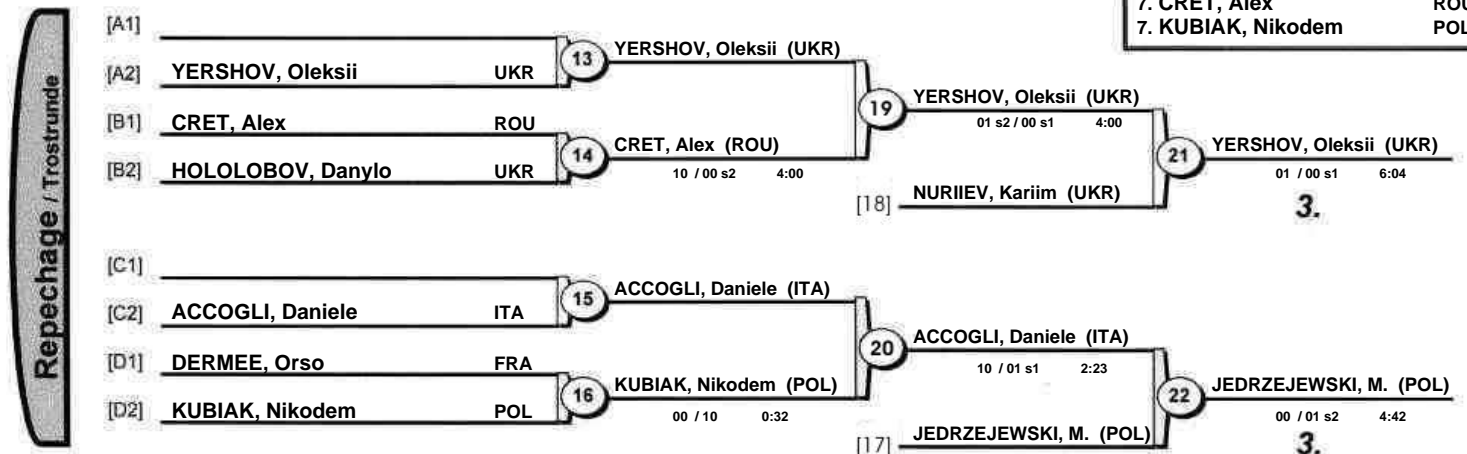 7. CRET, Alex ROU
7. KUBIAK, Nikodem POL
Repechage / Trostrunde
[A1]
[A2] YERSHOV, Oleksii UKR
13 YERSHOV, Oleksii (UKR)
[B1] CRET, Alex ROU
[B2] HOLOLOBOV, Danylo UKR
14 CRET, Alex (ROU)
10 / 00 s2 4:00
19 YERSHOV, Oleksii (UKR)
01 s2 / 00 s1 4:00
[18] NURIIEV, Kariim (UKR)
21 YERSHOV, Oleksii (UKR)
01 / 00 s1 6:04
3.
[C1]
[C2] ACCOGLI, Daniele ITA
15 ACCOGLI, Daniele (ITA)
[D1] DERMEE, Orso FRA
[D2] KUBIAK, Nikodem POL
16 KUBIAK, Nikodem (POL)
00 / 10 0:32
20 ACCOGLI, Daniele (ITA)
10 / 01 s1 2:23
[17] JEDRZEJEWSKI, M. (POL)
22 JEDRZEJEWSKI, M. (POL)
00 / 01 s2 4:42
3.